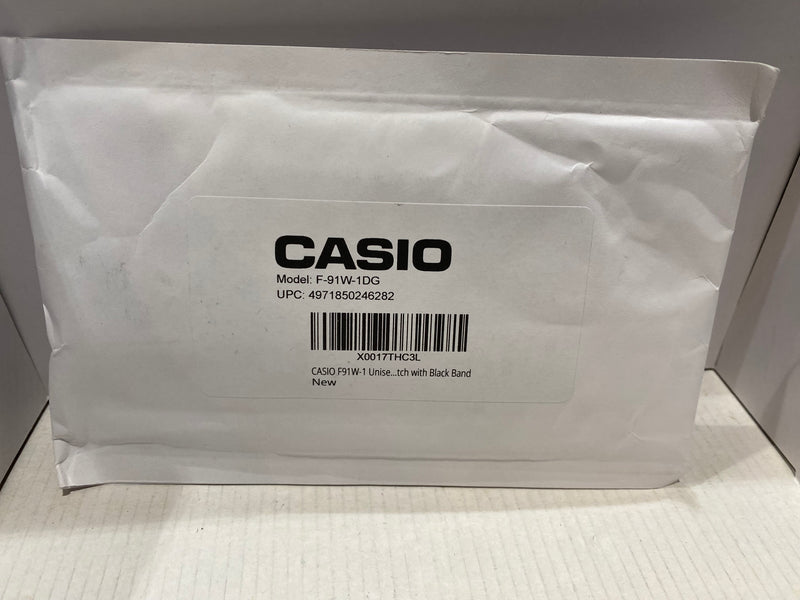 CASIO
Model: F-91W-1DG
UPC: 4971850246282
X0017THC3L
CASIO F91W-1 Unise...tch with Black Band
New